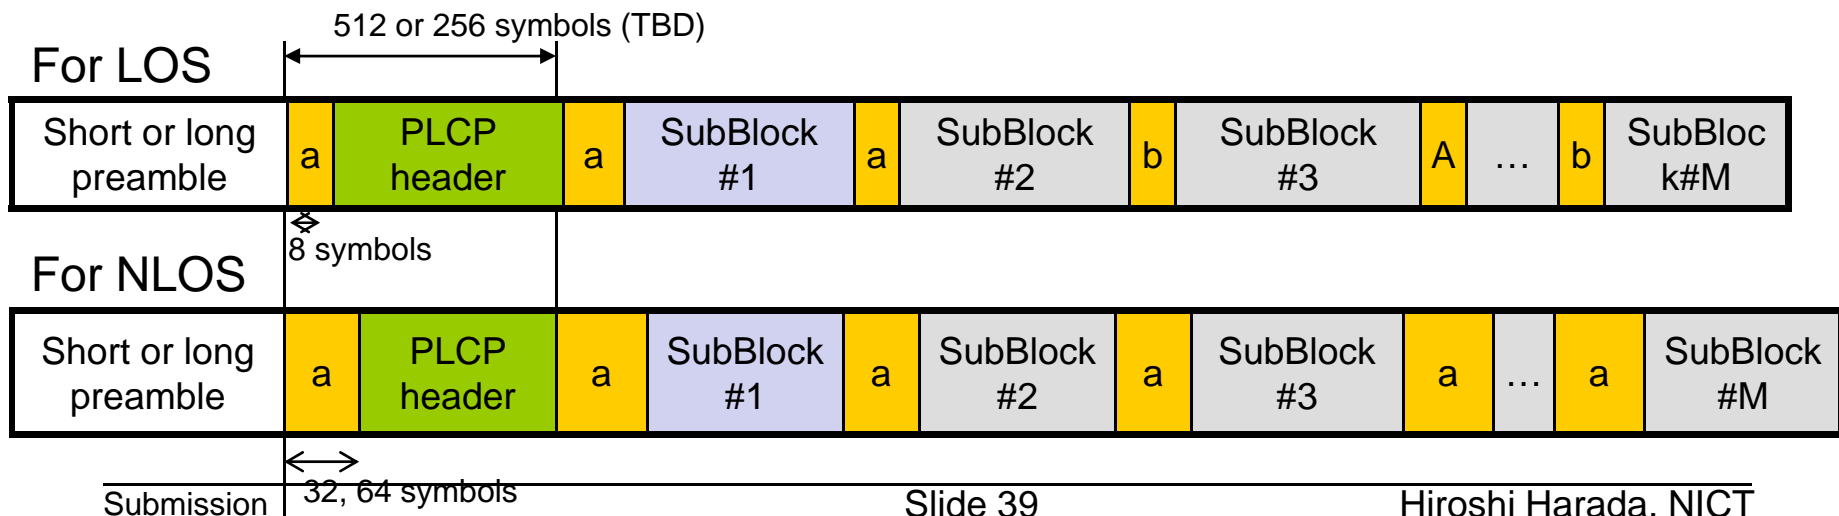 512 or 256 symbols (TBD)
For LOS
Short or long
preamble
a
PLCP
header
a
SubBlock
#1
a
SubBlock
#2
b
SubBlock
#3
A
...
b
SubBloc
k#M
8 symbols
For NLOS
Short or long
preamble
a
PLCP
header
a
SubBlock
#1
a
SubBlock
#2
a
SubBlock
#3
a
...
a
SubBlock
#M
32, 64 symbols
Submission
Slide 39
Hiroshi Harada, NICT